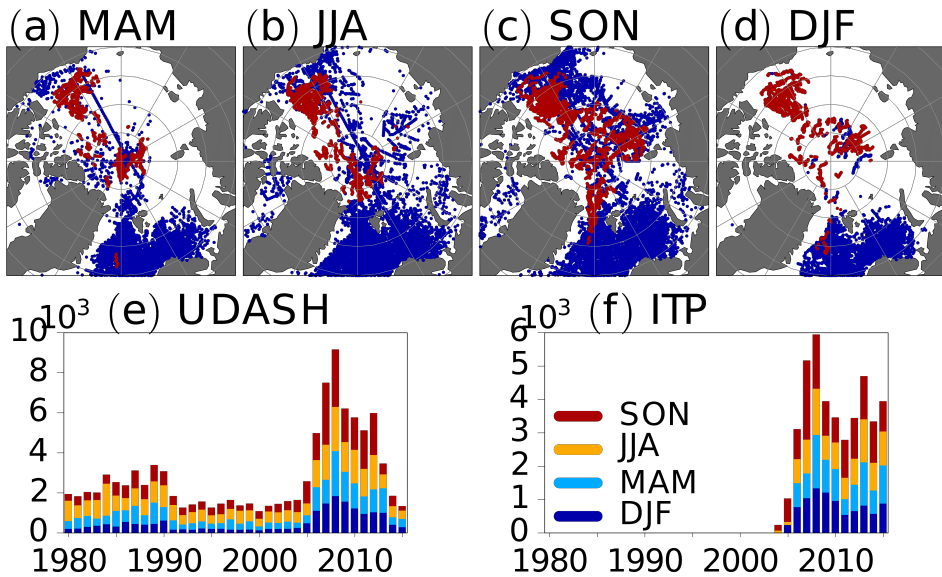 (a) MAM
(b) JJA
(c) SON
(d) DJF
10³ (e) UDASH
10
8
6
4
2
0
1980 1990 2000 2010
10³ (f) ITP
6
5
4
3
2
1
0
SON
JJA
MAM
DJF
1980 1990 2000 2010